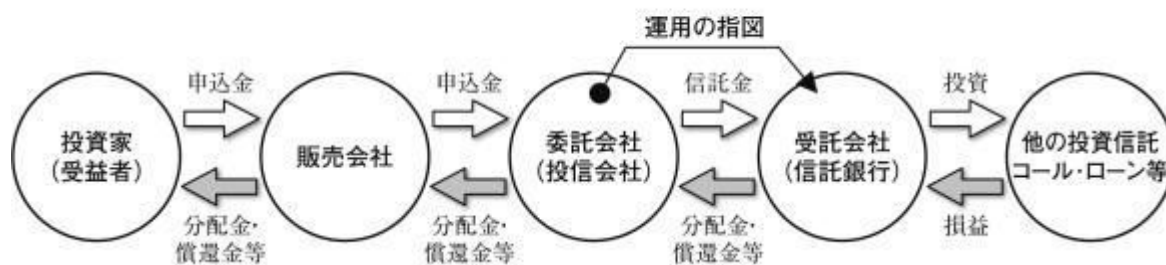 運用の指図
申込金
申込金
信託金
投資
投資家
(受益者)
販売会社
委託会社
(投信会社)
受託会社
(信託銀行)
他の投資信託
コール・ローン等
分配金・
償還金等
分配金・
償還金等
分配金・
償還金等
損益